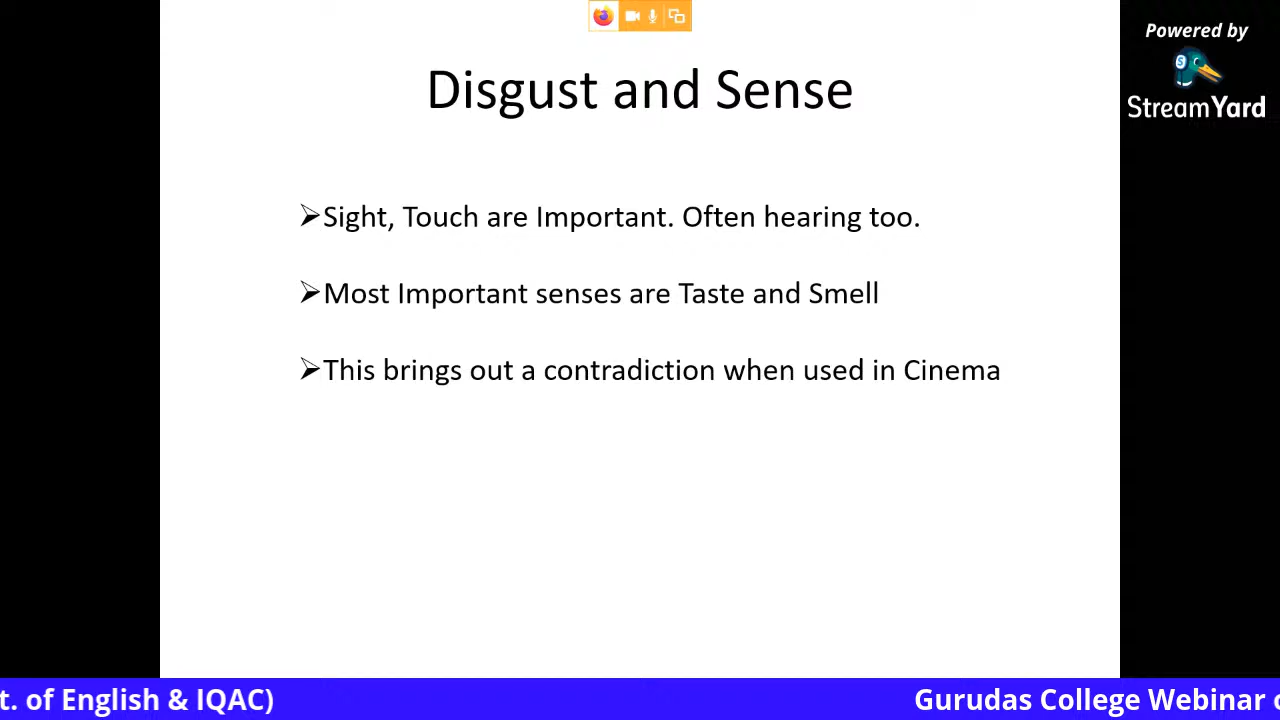 Powered by
StreamYard
Disgust and Sense
➢Sight, Touch are Important. Often hearing too.
➢Most Important senses are Taste and Smell
➢This brings out a contradiction when used in Cinema
t. of English & IQAC)
Gurudas College Webinar